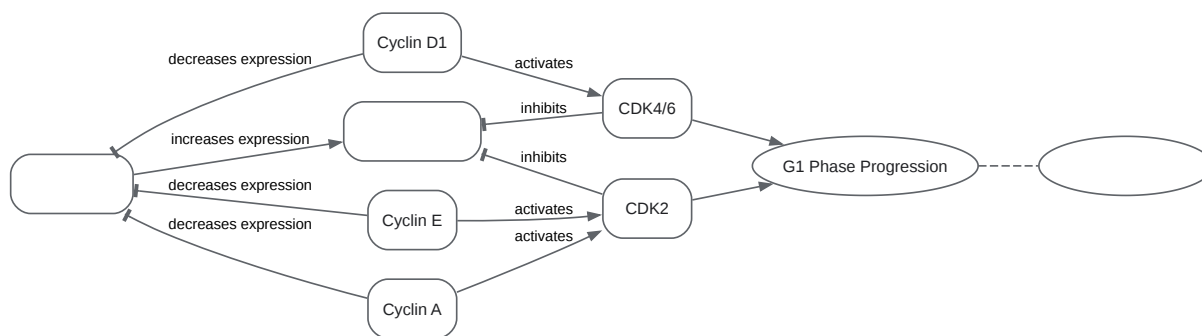 Cyclin D1
decreases expression
activates
CDK4/6
inhibits
increases expression
G1 Phase Progression
inhibits
decreases expression
CDK2
Cyclin E
activates
decreases expression
activates
Cyclin A